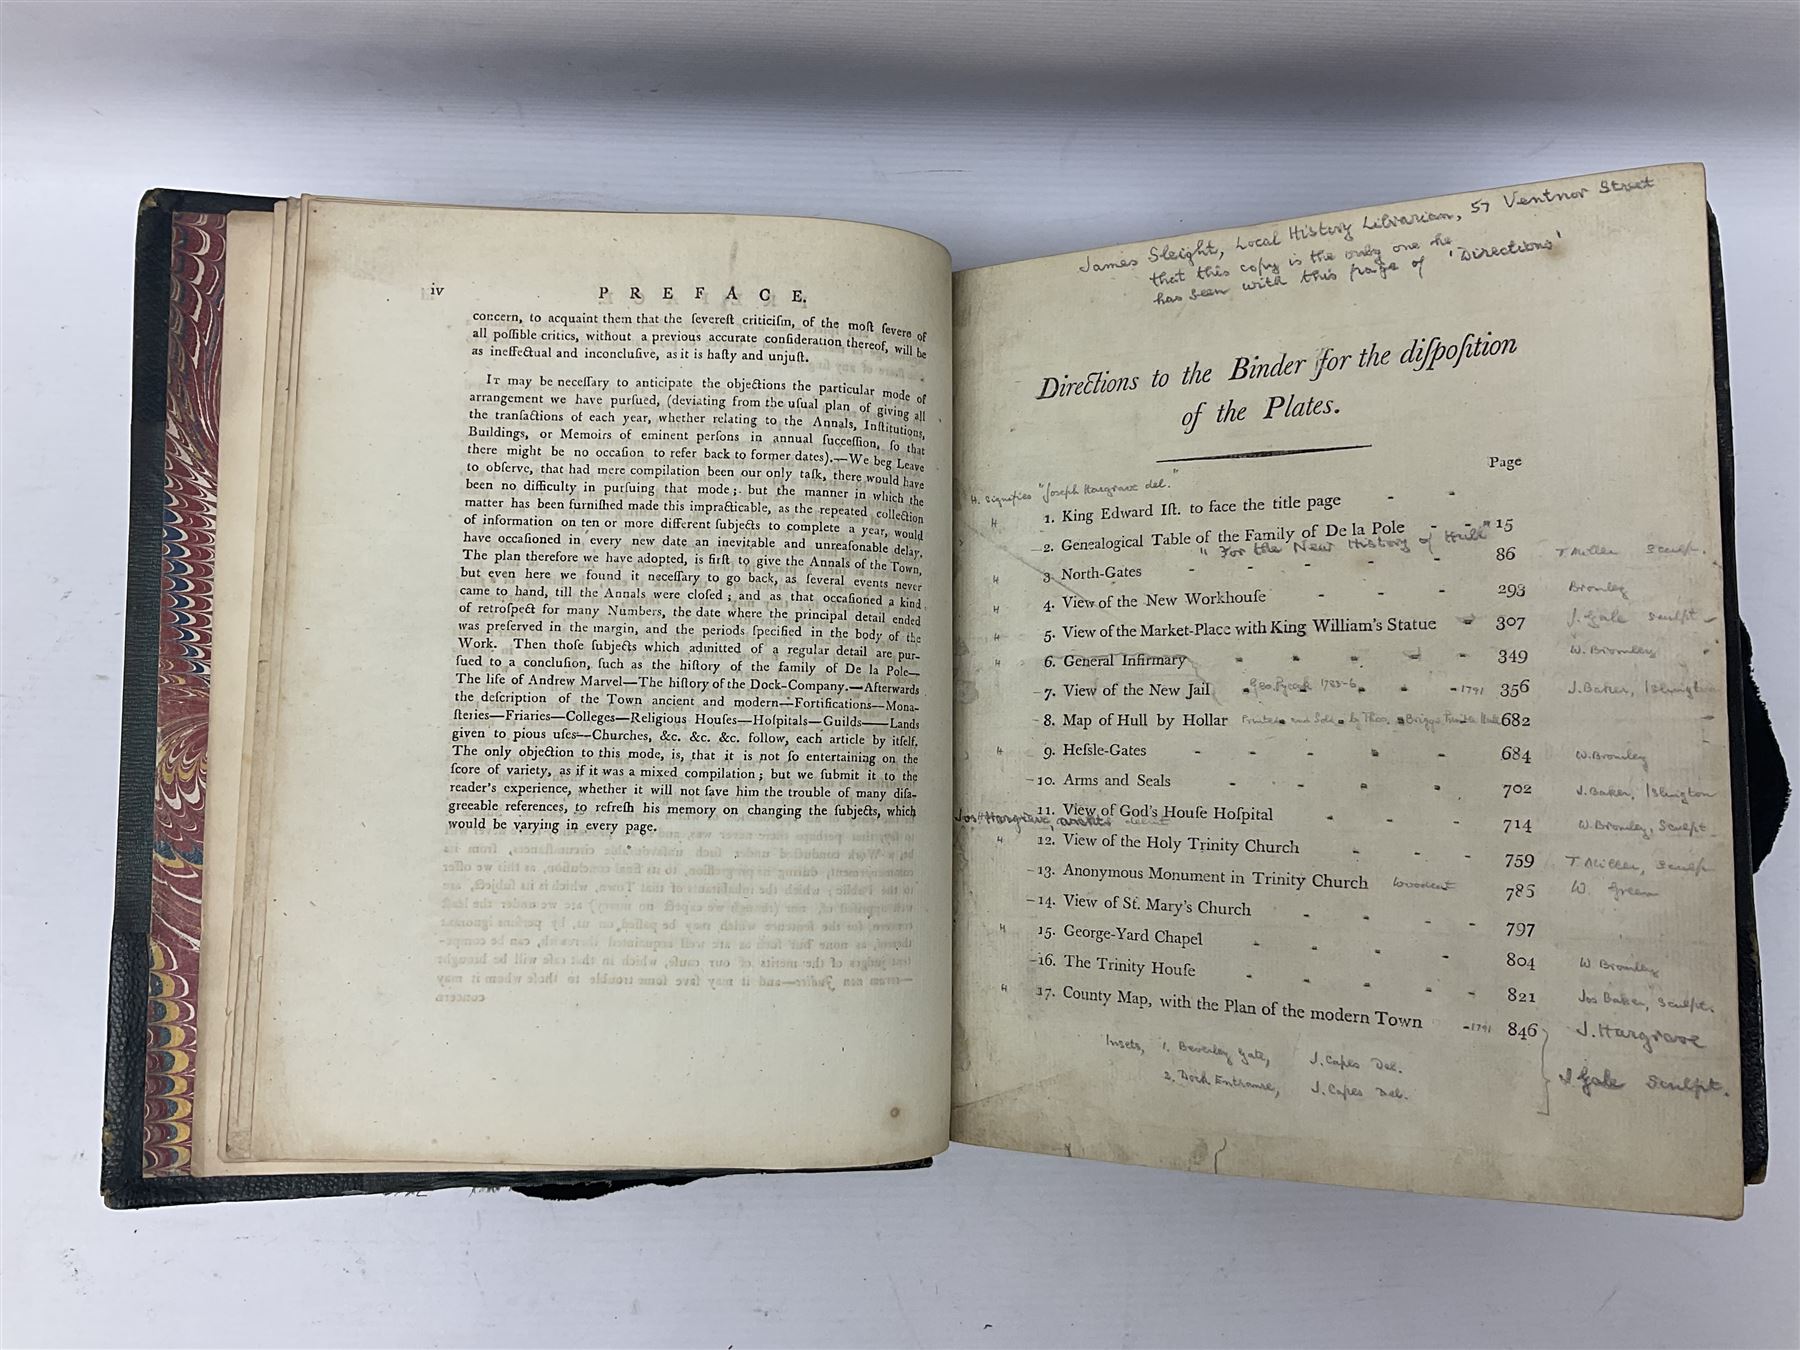 iv
PREFACE.
concern, to acquaint them that the ſevereſt criticiſm, of the moſt ſevere of
all poſſible critics, without a previous accurate conſideration thereof, will be
as ineffectual and inconcluſive, as it is haſty and unjuſt.
IT may be neceſſary to anticipate the objections the particular mode of
arrangement we have purſued, (deviating from the uſual plan of giving all
the tranſactions of each year, whether relating to the Annals, Inſtitutions,
Buildings, or Memoirs of eminent perſons in annual ſucceſſion, ſo that
there might be no occaſion to refer back to former dates).—We beg Leave
to obſerve, that had mere compilation been our only taſk, there would have
been no difficulty in purſuing that mode; but the manner in which the
matter has been furniſhed made this impracticable, as the repeated collection
of information on ten or more different ſubjects to complete a year, would
have occaſioned in every new date an inevitable and unreaſonable delay.
The plan therefore we have adopted, is firſt to give the Annals of the Town,
but even here we found it neceſſary to go back, as ſeveral events never
came to hand, till the Annals were cloſed; and as that occaſioned a kind
of retroſpect for many Numbers, the date where the principal detail ended
was preſerved in the margin, and the periods ſpecified in the body of the
Work. Then thoſe ſubjects which admitted of a regular detail are pur-
ſued to a concluſion, ſuch as the hiſtory of the family of De la Pole—
The life of Andrew Marvel—The hiſtory of the Dock-Company.—Afterwards
the deſcription of the Town ancient and modern—Fortifications—Mona-
ſteries—Friaries—Colleges—Religious Houſes—Hoſpitals—Guilds—Lands
given to pious uſes—Churches, &c. &c. &c. follow, each article by itſelf.
The only objection to this mode, is, that it is not ſo entertaining on the
ſcore of variety, as if it was a mixed compilation; but we ſubmit it to the
reader's experience, whether it will not ſave him the trouble of many diſa-
greeable references, to refreſh his memory on changing the ſubjects, which
would be varying in every page.
James Sleight, Local History Librarian, 57 Ventnor Street
that this copy is the only one he
has seen with this page of 'Directions'
Directions to the Binder for the diſpoſition
of the Plates.
Page
H. signifies "Joseph Hargrave del."
H 1. King Edward Iſt. to face the title page
2. Genealogical Table of the Family of De la Pole 15
"For the New History of Hull"
H 3. North-Gates 86 T Miller Sculpt.
H 4. View of the New Workhouſe 293 Bromley
H 5. View of the Market-Place with King William's Statue 307 J. Gale Sculpt
H 6. General Infirmary 349 W. Bromley
7. View of the New Jail Geo. Pycock 1783-6 1791 356 J. Baker, Islington
8. Map of Hull by Hollar Printed and Sold by Thos. Briggs 682
H 9. Heſsle-Gates 684 W. Bromley
10. Arms and Seals 702 J. Baker, Islington
11. View of God's Houſe Hoſpital 714 W. Bromley, Sculpt
Jos Hargrave
H 12. View of the Holy Trinity Church 759 T Miller, Sculpt
13. Anonymous Monument in Trinity Church Woodcut 785 W. Green
14. View of St. Mary's Church 797
H 15. George-Yard Chapel 804 W Bromley
16. The Trinity Houſe 821 Jos Baker, Sculpt.
H 17. County Map, with the Plan of the modern Town 1791 846 J. Hargrave
Insets, 1. Beverley Gate, J. Capes Del.
2. Dock Entrance, J. Capes Del.
J Gale Sculpt.